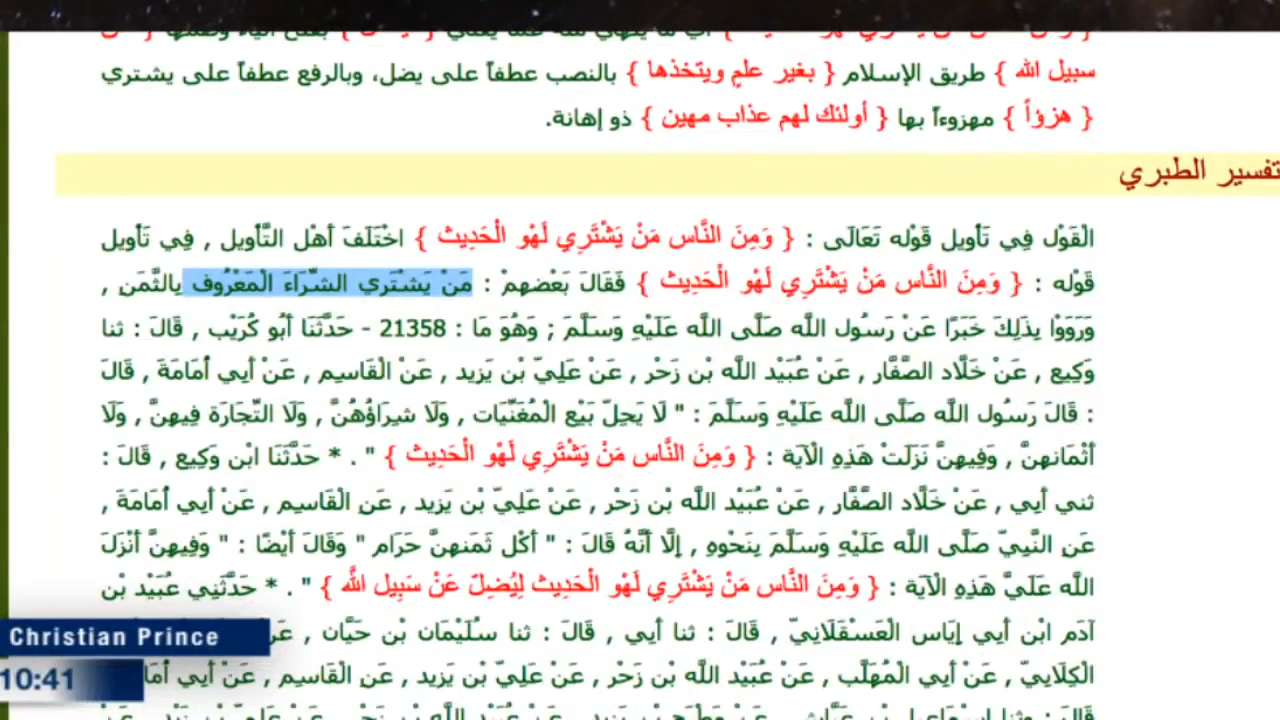 سبيل الله } طريق الإسلام { بغير علمٍ ويتخذها } بالنصب عطفاً على يضل، وبالرفع عطفاً على يشتري
{ هزؤاً } مهزوءاً بها { أولئك لهم عذاب مهين } ذو إهانة.
تفسير الطبري
الْقَوْل فِي تَأْوِيل قَوْله تَعَالَى : { وَمِنَ النَّاس مَنْ يَشْتَرِي لَهْو الْحَدِيث } اخْتَلَفَ أَهْل التَّأْوِيل , فِي تَأْوِيل
قَوْله : { وَمِنَ النَّاس مَنْ يَشْتَرِي لَهْو الْحَدِيث } فَقَالَ بَعْضهمْ : مَنْ يَشْتَرِي الشِّرَاءَ الْمَعْرُوف بِالثَّمَنِ ,
وَرَوَوْا بِذَلِكَ خَبَرًا عَنْ رَسُول اللَّه صَلَّى اللَّه عَلَيْهِ وَسَلَّمَ ; وَهُوَ مَا : 21358 - حَدَّثَنَا أَبُو كُرَيْب , قَالَ : ثنا
وَكِيع , عَنْ خَلَّاد الصَّفَّار , عَنْ عُبَيْد اللَّه بْن زَحْر , عَنْ عَلِيّ بْن يَزِيد , عَنْ الْقَاسِم , عَنْ أَبِي أُمَامَةَ , قَالَ
: قَالَ رَسُول اللَّه صَلَّى اللَّه عَلَيْهِ وَسَلَّمَ : " لَا يَحِلّ بَيْع الْمُغَنِّيَات , وَلَا شِرَاؤُهُنَّ , وَلَا التِّجَارَة فِيهِنَّ , وَلَا
أَثْمَانهنَّ , وَفِيهِنَّ نَزَلَتْ هَذِهِ الْآيَة : { وَمِنَ النَّاس مَنْ يَشْتَرِي لَهْو الْحَدِيث } " . * حَدَّثَنَا ابْن وَكِيع , قَالَ :
ثني أَبِي , عَنْ خَلَّاد الصَّفَّار , عَنْ عُبَيْد اللَّه بْن زَحْر , عَنْ عَلِيّ بْن يَزِيد , عَنِ الْقَاسِم , عَنْ أَبِي أُمَامَةَ ,
عَنِ النَّبِيّ صَلَّى اللَّه عَلَيْهِ وَسَلَّمَ بِنَحْوِهِ , إِلَّا أَنَّهُ قَالَ : " أَكْل ثَمَنهنَّ حَرَام " وَقَالَ أَيْضًا : " وَفِيهِنَّ أَنْزَلَ
اللَّه عَلَيَّ هَذِهِ الْآيَة : { وَمِنَ النَّاس مَنْ يَشْتَرِي لَهْو الْحَدِيث لِيُضِلّ عَنْ سَبِيل اللَّه } " . * حَدَّثَنِي عُبَيْد بْن
آدَم ابْن أَبِي إِيَاس الْعَسْقَلَانِيّ , قَالَ : ثنا أَبِي , قَالَ : ثنا سُلَيْمَان بْن حَيَّان ,
الْكِلَابِيّ , عَنْ أَبِي الْمُهَلَّب , عَنْ عُبَيْد اللَّه بْن زَحْر , عَنْ عَلِيّ بْن يَزِيد , عَنِ الْقَاسِم , عَنْ أَبِي
Christian Prince
10:41